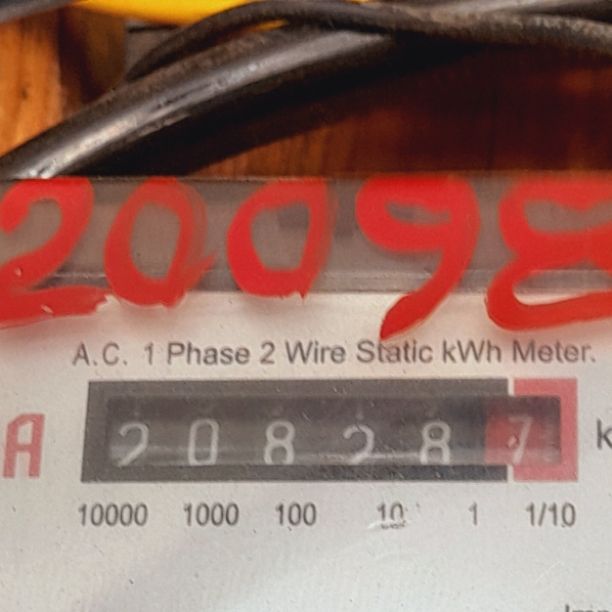 20098
A.C. 1 Phase 2 Wire Static kWh Meter.
A 2 0 8 2 8 7 k
10000 1000 100 10 1 1/10